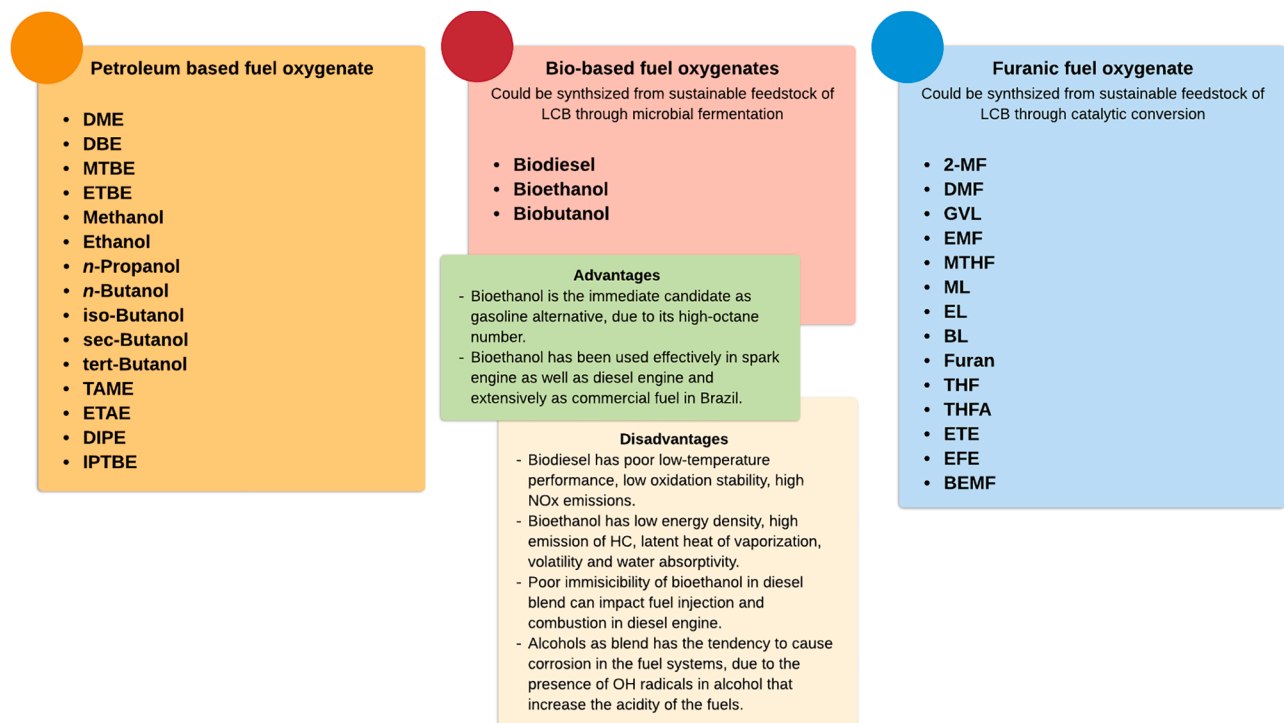 Petroleum based fuel oxygenate
• DME
• DBE
• MTBE
• ETBE
• Methanol
• Ethanol
• n-Propanol
• n-Butanol
• iso-Butanol
• sec-Butanol
• tert-Butanol
• TAME
• ETAE
• DIPE
• IPTBE
Bio-based fuel oxygenates
Could be synthsized from sustainable feedstock of
LCB through microbial fermentation
• Biodiesel
• Bioethanol
• Biobutanol
Advantages
- Bioethanol is the immediate candidate as
gasoline alternative, due to its high-octane
number.
- Bioethanol has been used effectively in spark
engine as well as diesel engine and
extensively as commercial fuel in Brazil.
Disadvantages
- Biodiesel has poor low-temperature
performance, low oxidation stability, high
NOx emissions.
- Bioethanol has low energy density, high
emission of HC, latent heat of vaporization,
volatility and water absorptivity.
- Poor immisicibility of bioethanol in diesel
blend can impact fuel injection and
combustion in diesel engine.
- Alcohols as blend has the tendency to cause
corrosion in the fuel systems, due to the
presence of OH radicals in alcohol that
increase the acidity of the fuels.
Furanic fuel oxygenate
Could be synthsized from sustainable feedstock of
LCB through catalytic conversion
• 2-MF
• DMF
• GVL
• EMF
• MTHF
• ML
• EL
• BL
• Furan
• THF
• THFA
• ETE
• EFE
• BEMF